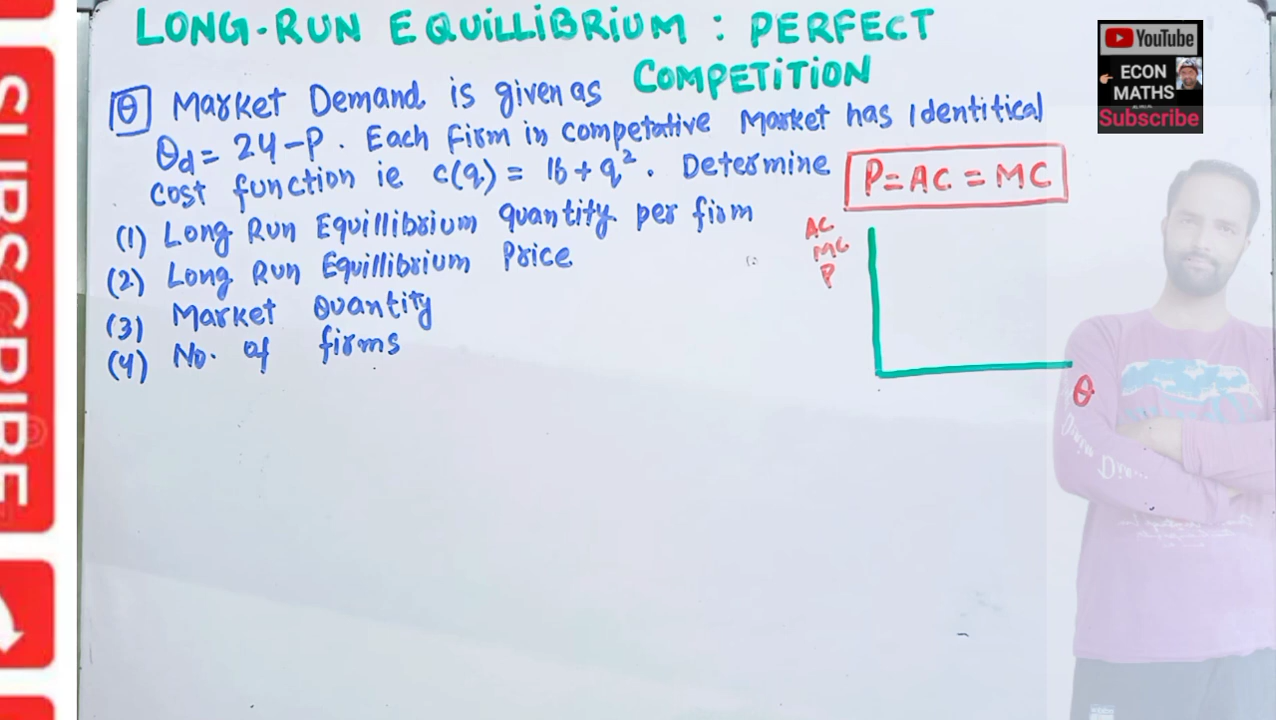 LONG-RUN EQUILLIBRIUM : PERFECT
COMPETITION
Q Market Demand is given as
Qd = 24-P. Each Firm in competative Market has Identitical
cost function ie c(q) = 16+q². Determine
P=AC=MC
(1) Long Run Equillibrium quantity per firm
(2) Long Run Equillibrium Price
(3) Market Quantity
(4) No. of firms
AC
MC
P
Q
SUBSCRIBE
YouTube
ECON
MATHS
Subscribe